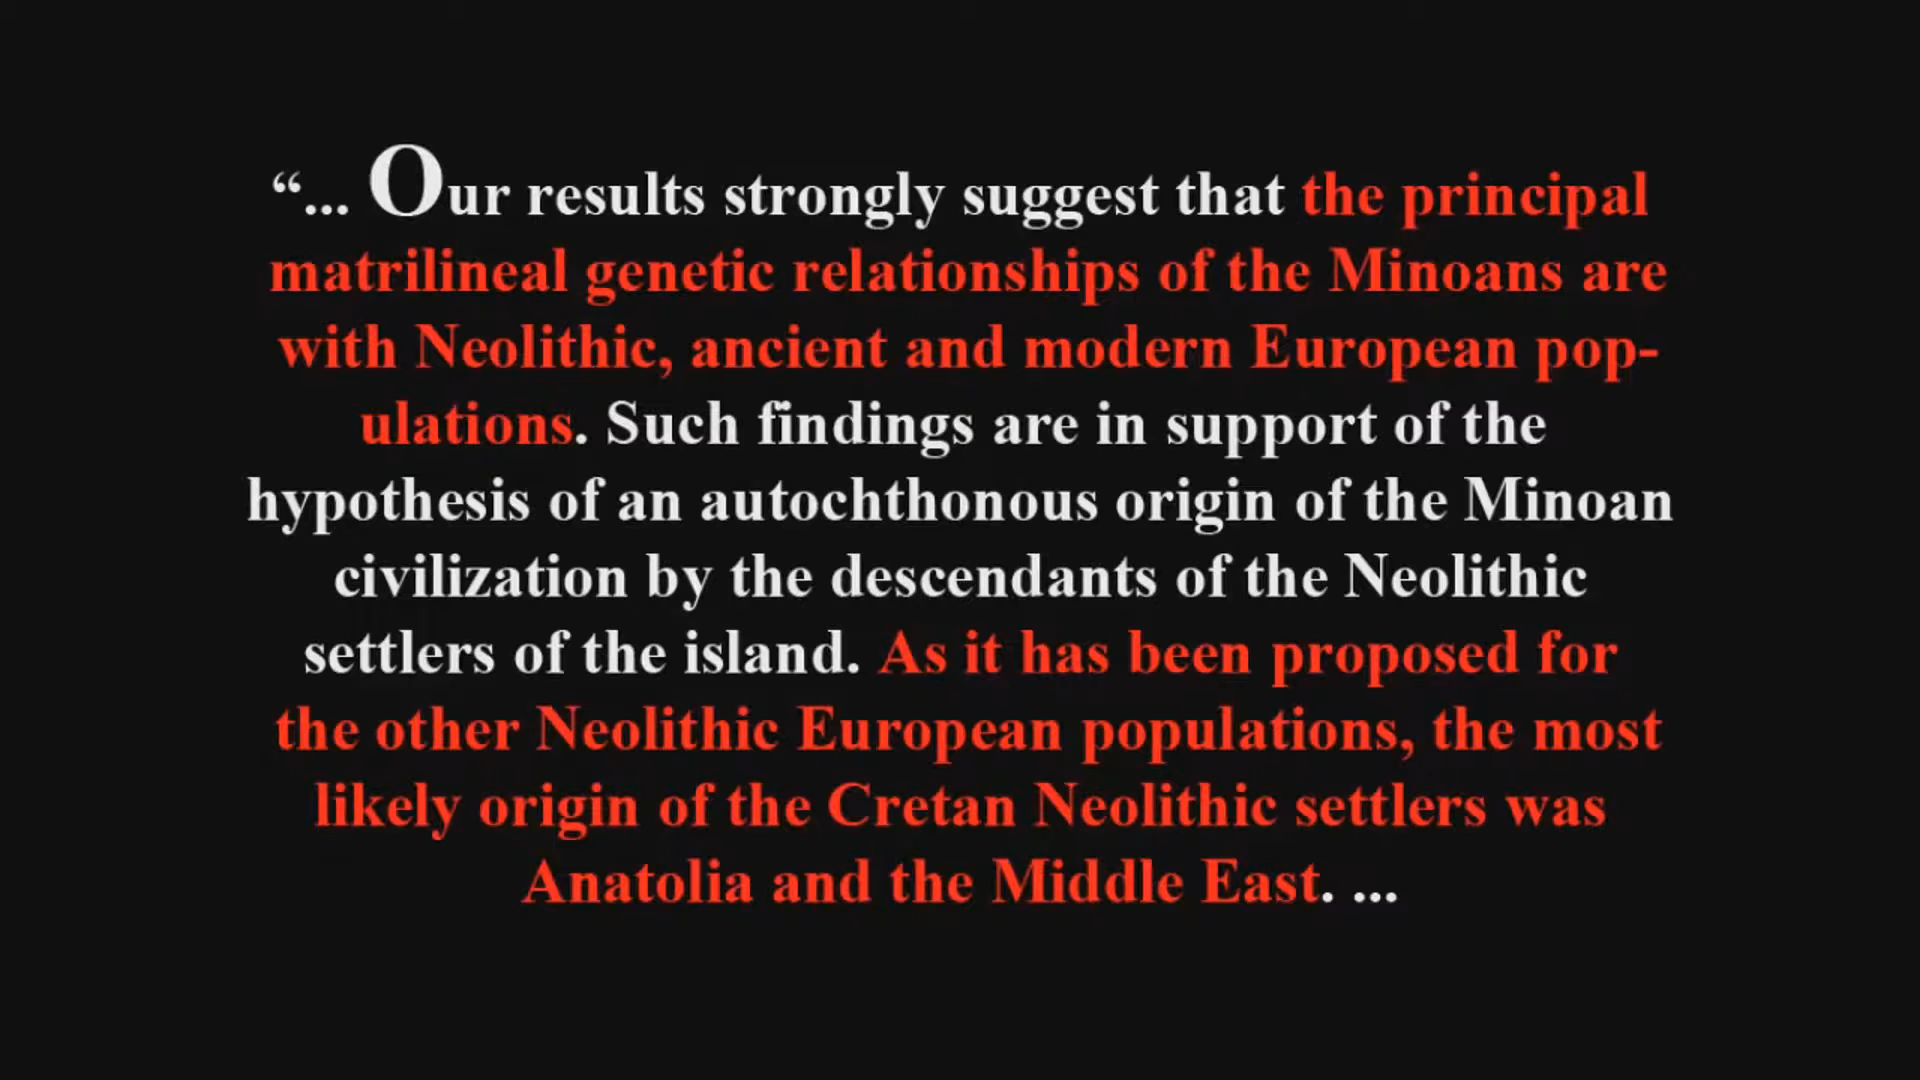 “... Our results strongly suggest that the principal
matrilineal genetic relationships of the Minoans are
with Neolithic, ancient and modern European pop-
ulations. Such findings are in support of the
hypothesis of an autochthonous origin of the Minoan
civilization by the descendants of the Neolithic
settlers of the island. As it has been proposed for
the other Neolithic European populations, the most
likely origin of the Cretan Neolithic settlers was
Anatolia and the Middle East. ...